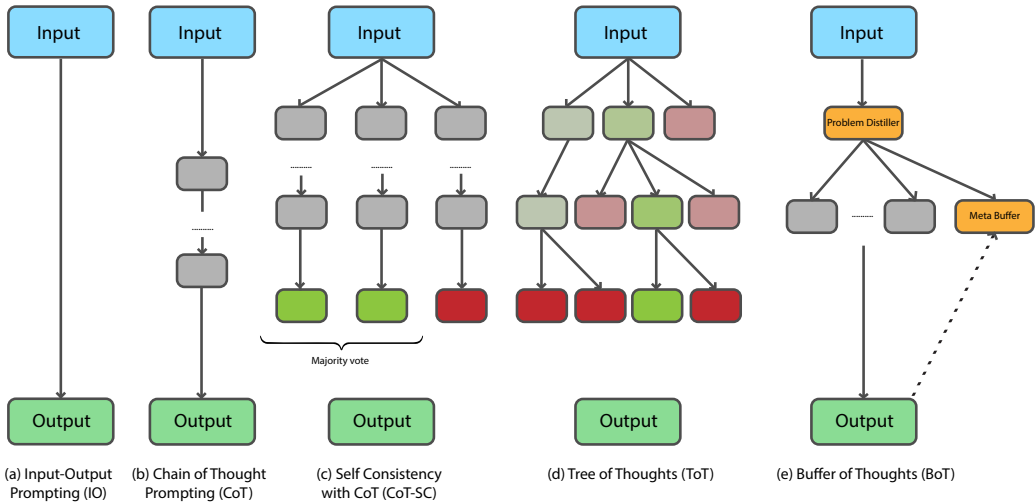 Input
Input
Input
Input
Input
Problem Distiller
..........
..........
..........
..........
..........
Meta Buffer
Majority vote
Output
Output
Output
Output
Output
(a) Input-Output
Prompting (IO)
(b) Chain of Thought
Prompting (CoT)
(c) Self Consistency
with CoT (CoT-SC)
(d) Tree of Thoughts (ToT)
(e) Buffer of Thoughts (BoT)